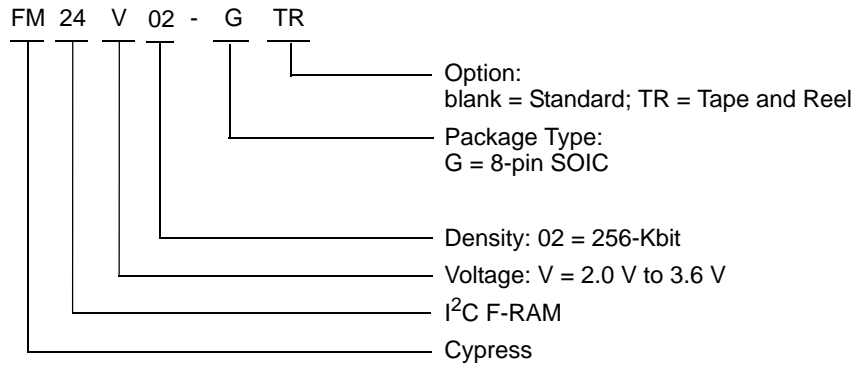 FM 24 V 02 - G TR
Option:
blank = Standard; TR = Tape and Reel
Package Type:
G = 8-pin SOIC
Density: 02 = 256-Kbit
Voltage: V = 2.0 V to 3.6 V
I²C F-RAM
Cypress